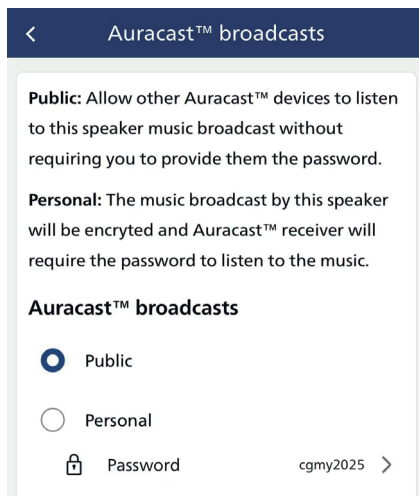 Auracast™ broadcasts
Public: Allow other Auracast™ devices to listen
to this speaker music broadcast without
requiring you to provide them the password.
Personal: The music broadcast by this speaker
will be encryted and Auracast™ receiver will
require the password to listen to the music.
Auracast™ broadcasts
Public
Personal
Password cgmy2025